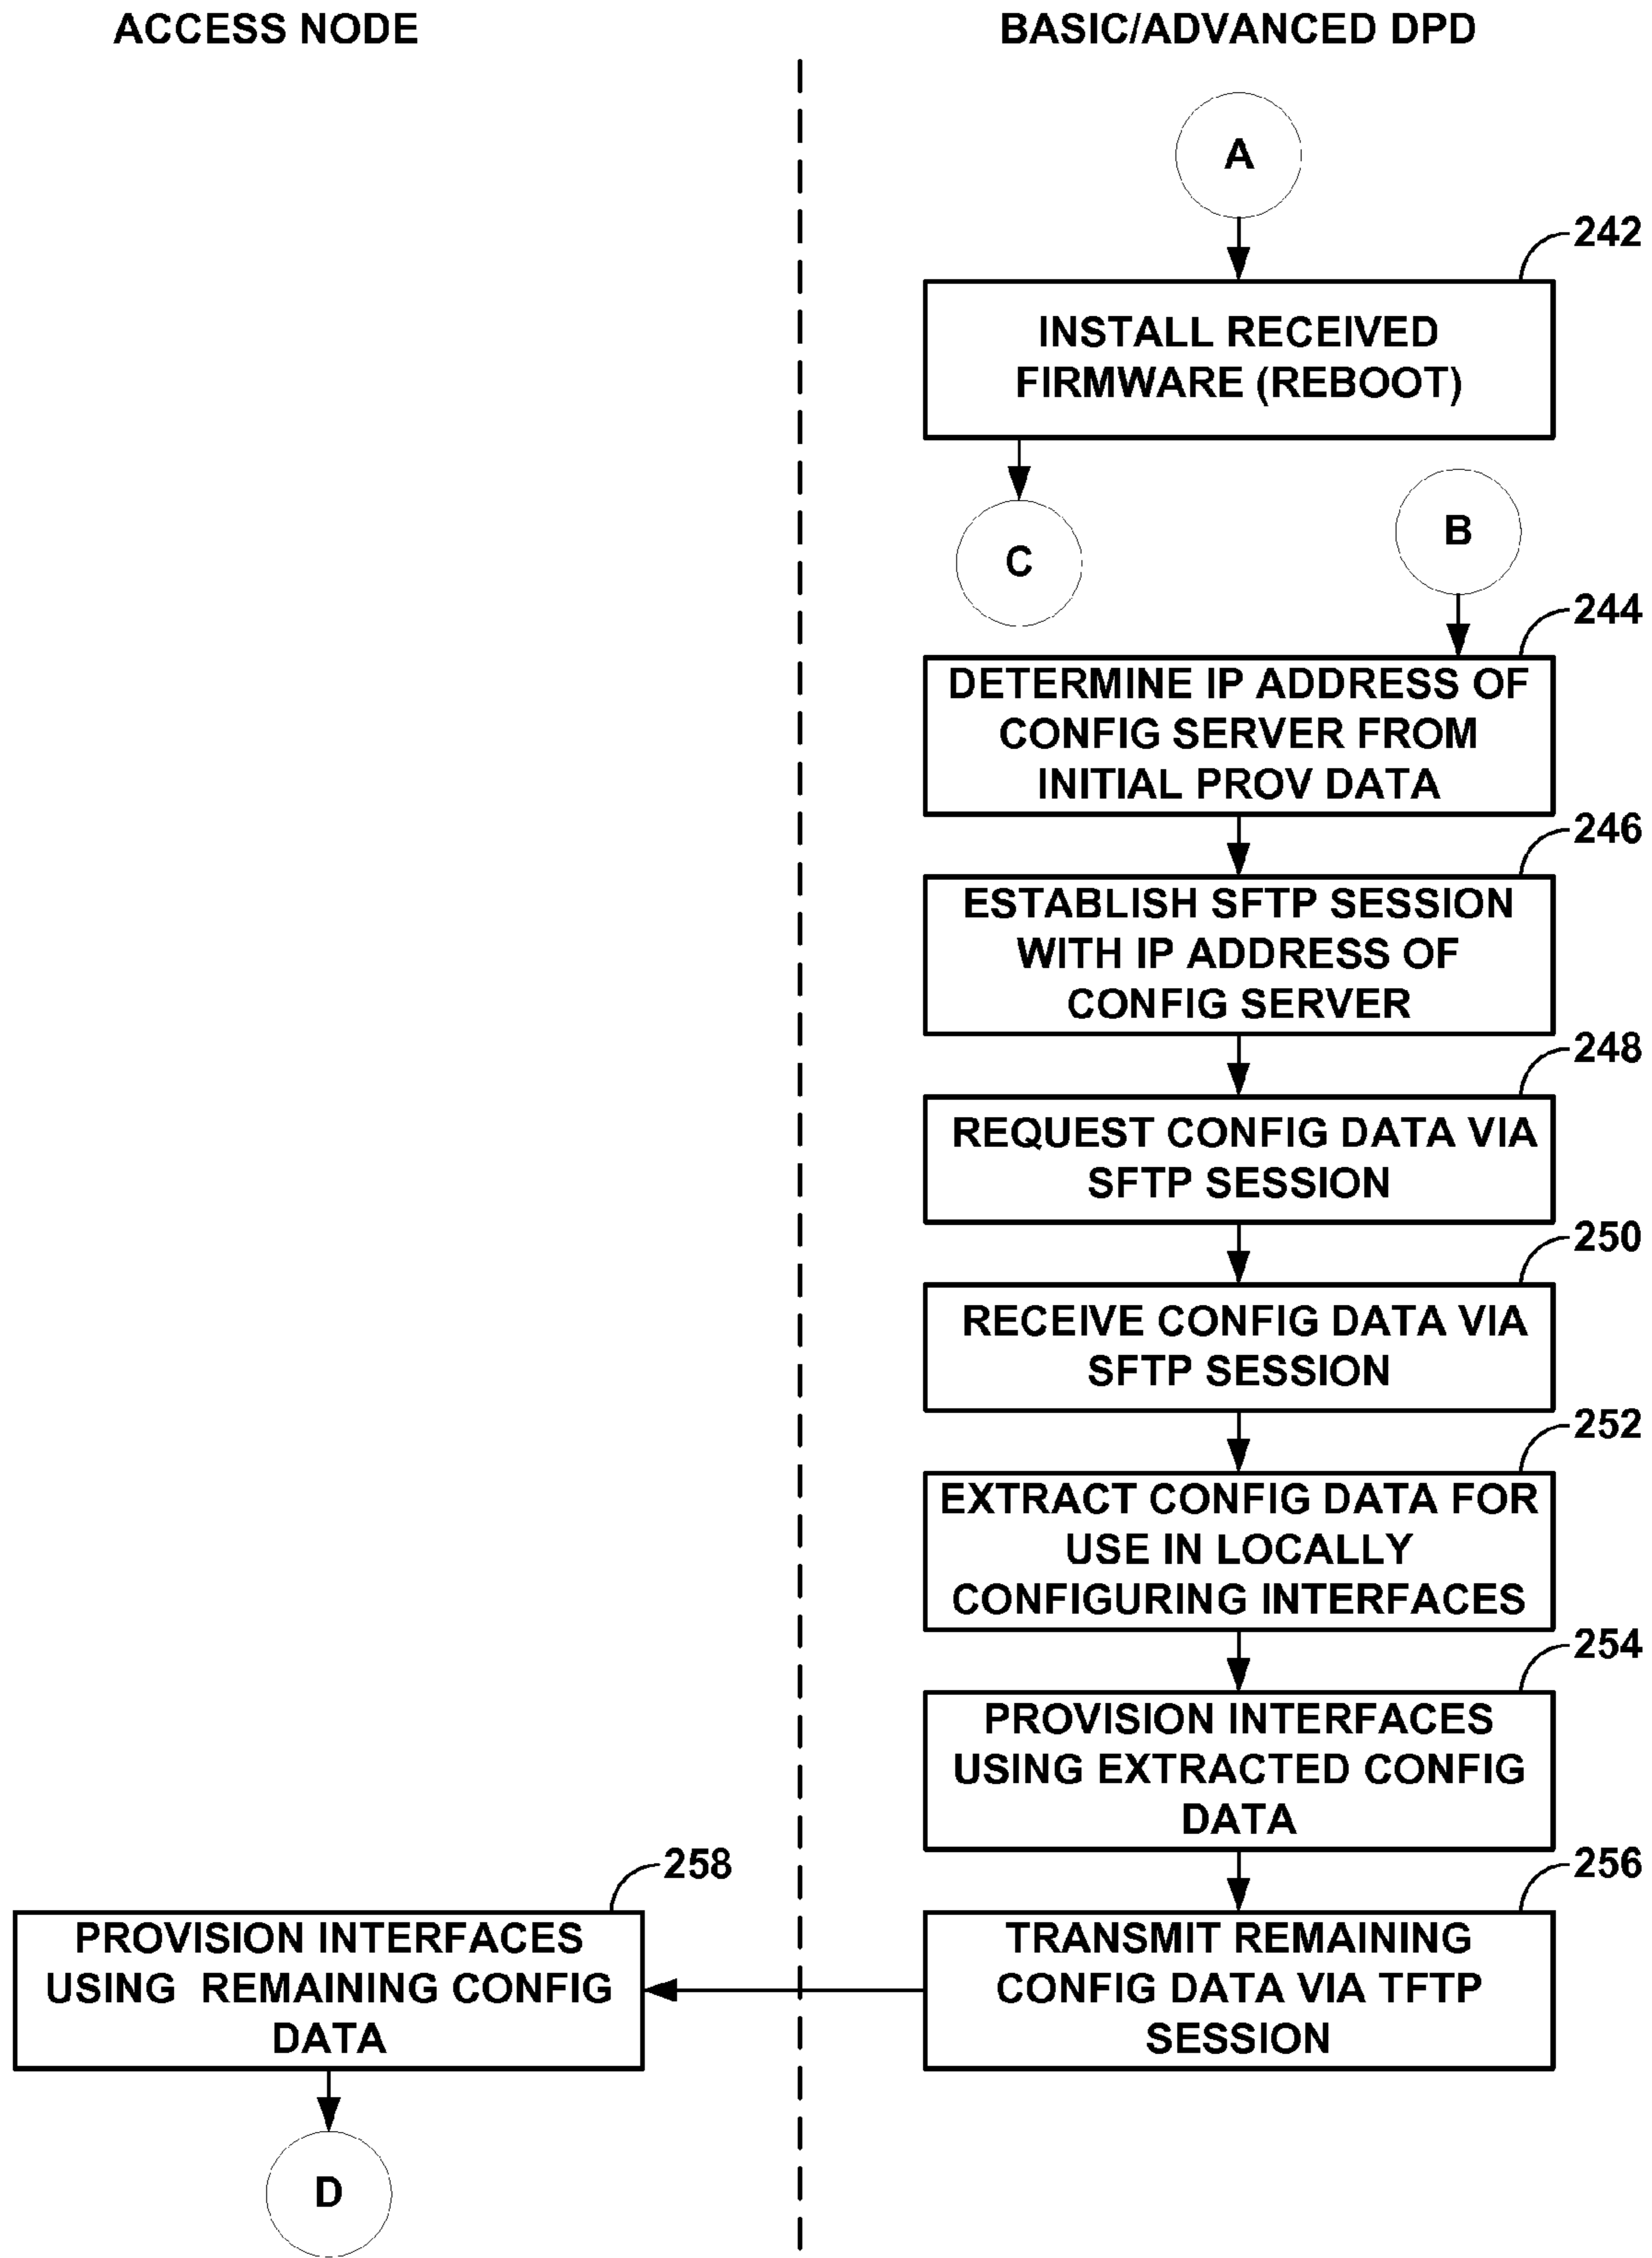 ACCESS NODE
BASIC/ADVANCED DPD
A
242
INSTALL RECEIVED
FIRMWARE (REBOOT)
C
B
244
DETERMINE IP ADDRESS OF
CONFIG SERVER FROM
INITIAL PROV DATA
246
ESTABLISH SFTP SESSION
WITH IP ADDRESS OF
CONFIG SERVER
248
REQUEST CONFIG DATA VIA
SFTP SESSION
250
RECEIVE CONFIG DATA VIA
SFTP SESSION
252
EXTRACT CONFIG DATA FOR
USE IN LOCALLY
CONFIGURING INTERFACES
254
PROVISION INTERFACES
USING EXTRACTED CONFIG
DATA
256
TRANSMIT REMAINING
CONFIG DATA VIA TFTP
SESSION
258
PROVISION INTERFACES
USING REMAINING CONFIG
DATA
D